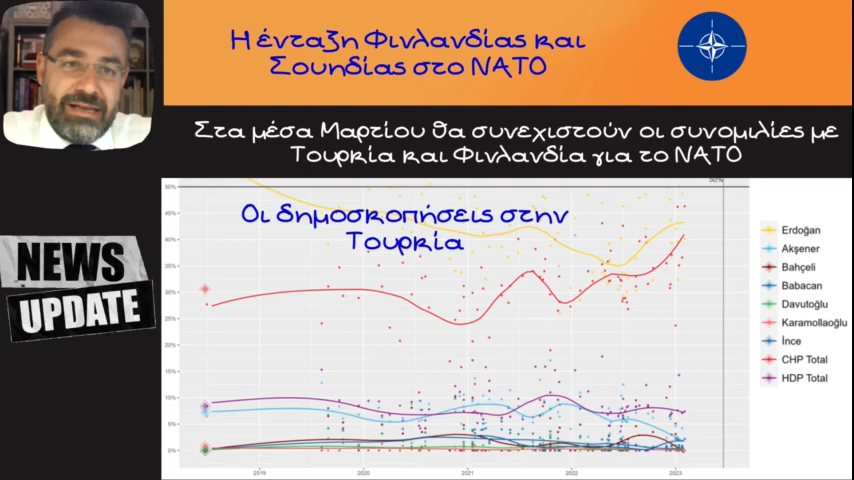 Η ένταξη Φινλανδίας και
Σουηδίας στο ΝΑΤΟ
Στα μέσα Μαρτίου θα συνεχιστούν οι συνομιλίες με
Τουρκία και Φινλανδία για το ΝΑΤΟ
50%
50%
Οι δημοσκοπήσεις στην
Τουρκία
45%
40%
35%
30%
25%
20%
15%
10%
5%
0%
2019
2020
2021
2022
2023
Erdoğan
Akşener
Bahçeli
Babacan
Davutoğlu
Karamollaoğlu
İnce
CHP Total
HDP Total
NEWS
UPDATE